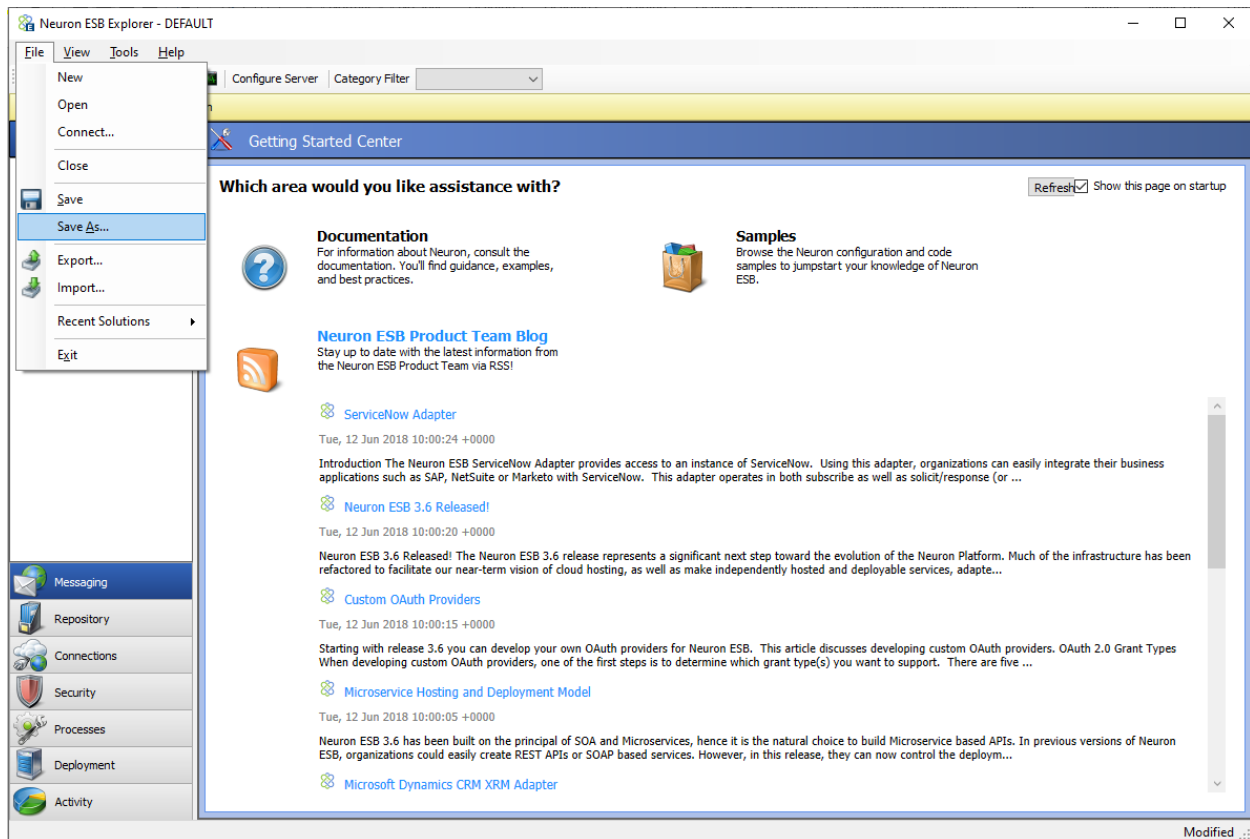 Neuron ESB Explorer - DEFAULT
File View Tools Help
Configure Server Category Filter
New
Open
Connect...
Close
Save
Save As...
Export...
Import...
Recent Solutions
Exit
Getting Started Center
Which area would you like assistance with?
Refresh Show this page on startup
Documentation
For information about Neuron, consult the
documentation. You'll find guidance, examples,
and best practices.
Samples
Browse the Neuron configuration and code
samples to jumpstart your knowledge of Neuron
ESB.
Neuron ESB Product Team Blog
Stay up to date with the latest information from
the Neuron ESB Product Team via RSS!
ServiceNow Adapter
Tue, 12 Jun 2018 10:00:24 +0000
Introduction The Neuron ESB ServiceNow Adapter provides access to an instance of ServiceNow. Using this adapter, organizations can easily integrate their business
applications such as SAP, NetSuite or Marketo with ServiceNow. This adapter operates in both subscribe as well as solicit/response (or ...
Neuron ESB 3.6 Released!
Tue, 12 Jun 2018 10:00:20 +0000
Neuron ESB 3.6 Released! The Neuron ESB 3.6 release represents a significant next step toward the evolution of the Neuron Platform. Much of the infrastructure has been
refactored to facilitate our near-term vision of cloud hosting, as well as make independently hosted and deployable services, adapte...
Custom OAuth Providers
Tue, 12 Jun 2018 10:00:15 +0000
Starting with release 3.6 you can develop your own OAuth providers for Neuron ESB. This article discusses developing custom OAuth providers. OAuth 2.0 Grant Types
When developing custom OAuth providers, one of the first steps is to determine which grant type(s) you want to support. There are five ...
Microservice Hosting and Deployment Model
Tue, 12 Jun 2018 10:00:05 +0000
Neuron ESB 3.6 has been built on the principal of SOA and Microservices, hence it is the natural choice to build Microservice based APIs. In previous versions of Neuron
ESB, organizations could easily create REST APIs or SOAP based services. However, in this release, they can now control the deploym...
Microsoft Dynamics CRM XRM Adapter
Messaging
Repository
Connections
Security
Processes
Deployment
Activity
Modified